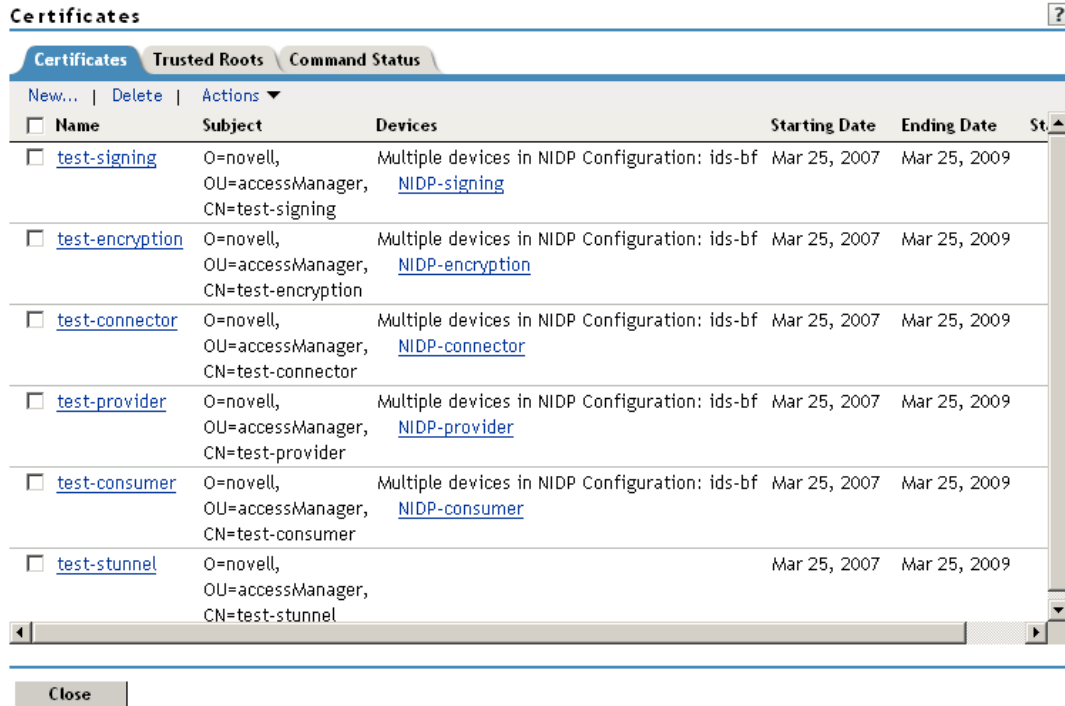 Certificates ?
Certificates Trusted Roots Command Status
New... | Delete | Actions
Name Subject Devices Starting Date Ending Date
test-signing O=novell, Multiple devices in NIDP Configuration: ids-bf Mar 25, 2007 Mar 25, 2009
OU=accessManager, NIDP-signing
CN=test-signing
test-encryption O=novell, Multiple devices in NIDP Configuration: ids-bf Mar 25, 2007 Mar 25, 2009
OU=accessManager, NIDP-encryption
CN=test-encryption
test-connector O=novell, Multiple devices in NIDP Configuration: ids-bf Mar 25, 2007 Mar 25, 2009
OU=accessManager, NIDP-connector
CN=test-connector
test-provider O=novell, Multiple devices in NIDP Configuration: ids-bf Mar 25, 2007 Mar 25, 2009
OU=accessManager, NIDP-provider
CN=test-provider
test-consumer O=novell, Multiple devices in NIDP Configuration: ids-bf Mar 25, 2007 Mar 25, 2009
OU=accessManager, NIDP-consumer
CN=test-consumer
test-stunnel O=novell, Mar 25, 2007 Mar 25, 2009
OU=accessManager,
CN=test-stunnel
Close